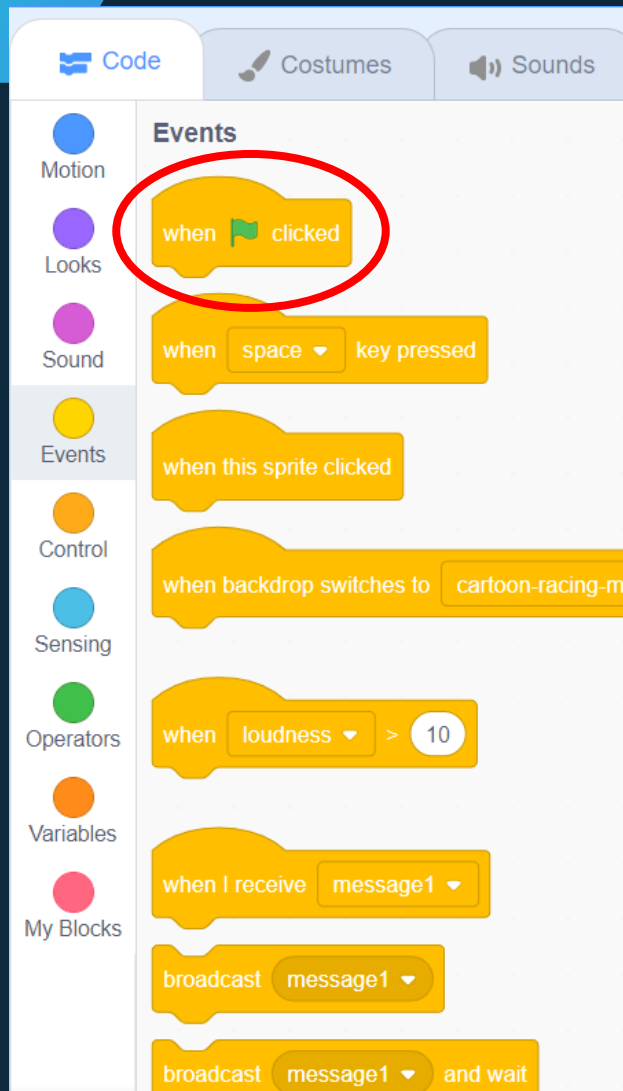 Code Costumes Sounds
Events
Motion
Looks
Sound
Events
Control
Sensing
Operators
Variables
My Blocks
when clicked
when space key pressed
when this sprite clicked
when backdrop switches to cartoon-racing-m
when loudness > 10
when I receive message1
broadcast message1
broadcast message1 and wait